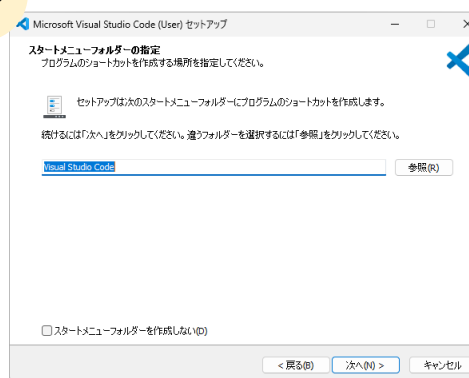 Microsoft Visual Studio Code (User) セットアップ
スタートメニューフォルダーの指定
プログラムのショートカットを作成する場所を指定してください。
セットアップは次のスタートメニューフォルダーにプログラムのショートカットを作成します。
続けるには「次へ」をクリックしてください。違うフォルダーを選択するには「参照」をクリックしてください。
Visual Studio Code
参照(R)
スタートメニューフォルダーを作成しない(D)
< 戻る(B)
次へ(N) >
キャンセル